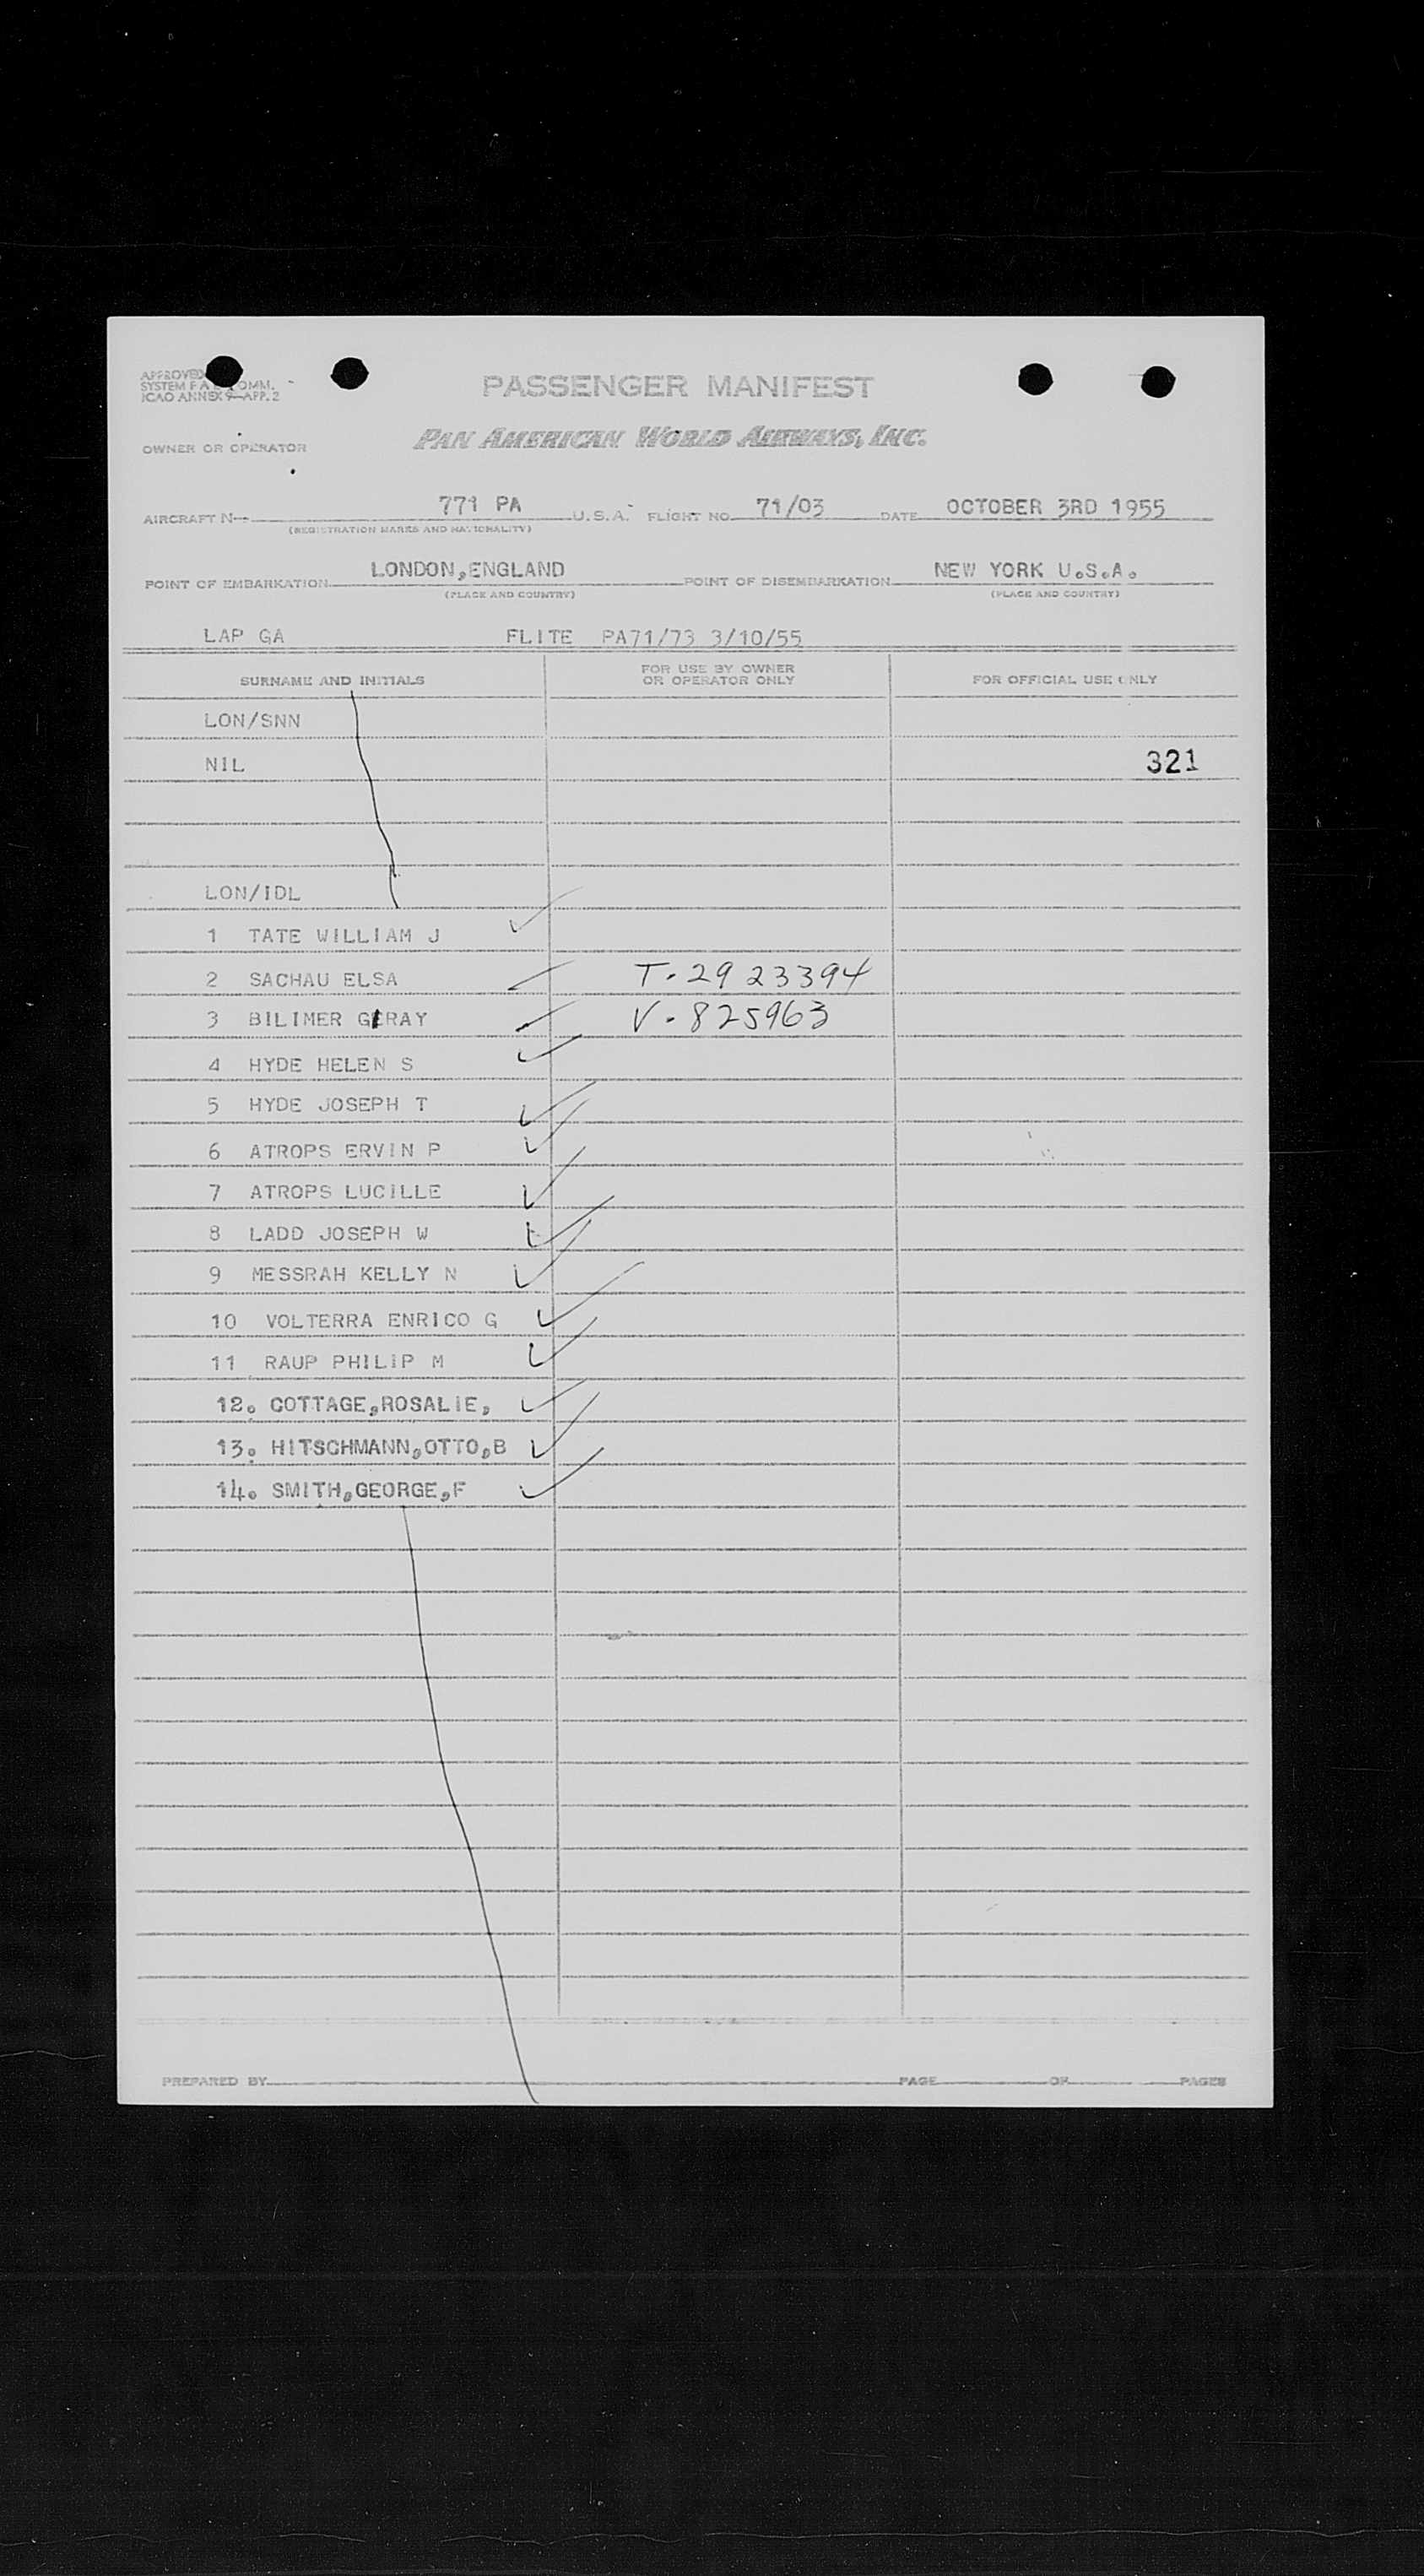 APPROVED
SYSTEM F A L COMM.
ICAO ANNEX 9—APP. 2
PASSENGER MANIFEST
OWNER OR OPERATOR
PAN AMERICAN WORLD AIRWAYS, INC.
AIRCRAFT N 771 PA U.S.A. FLIGHT NO. 71/03 DATE OCTOBER 3RD 1955
(REGISTRATION MARKS AND NATIONALITY)
POINT OF EMBARKATION LONDON,ENGLAND POINT OF DISEMBARKATION NEW YORK U.S.A.
(PLACE AND COUNTRY) (PLACE AND COUNTRY)
LAP GA FLITE PA71/73 3/10/55
SURNAME AND INITIALS FOR USE BY OWNER OR OPERATOR ONLY FOR OFFICIAL USE ONLY
LON/SNN
NIL 321
LON/IDL
1 TATE WILLIAM J
2 SACHAU ELSA T-2923394
3 BILIMER GIRAY V-825963
4 HYDE HELEN S
5 HYDE JOSEPH T
6 ATROPS ERVIN P
7 ATROPS LUCILLE
8 LADD JOSEPH W
9 MESSRAH KELLY N
10 VOLTERRA ENRICO G
11 RAUP PHILIP M
12. COTTAGE,ROSALIE,
13. HITSCHMANN,OTTO,B
14. SMITH,GEORGE,F
PREPARED BY PAGE OF PAGES